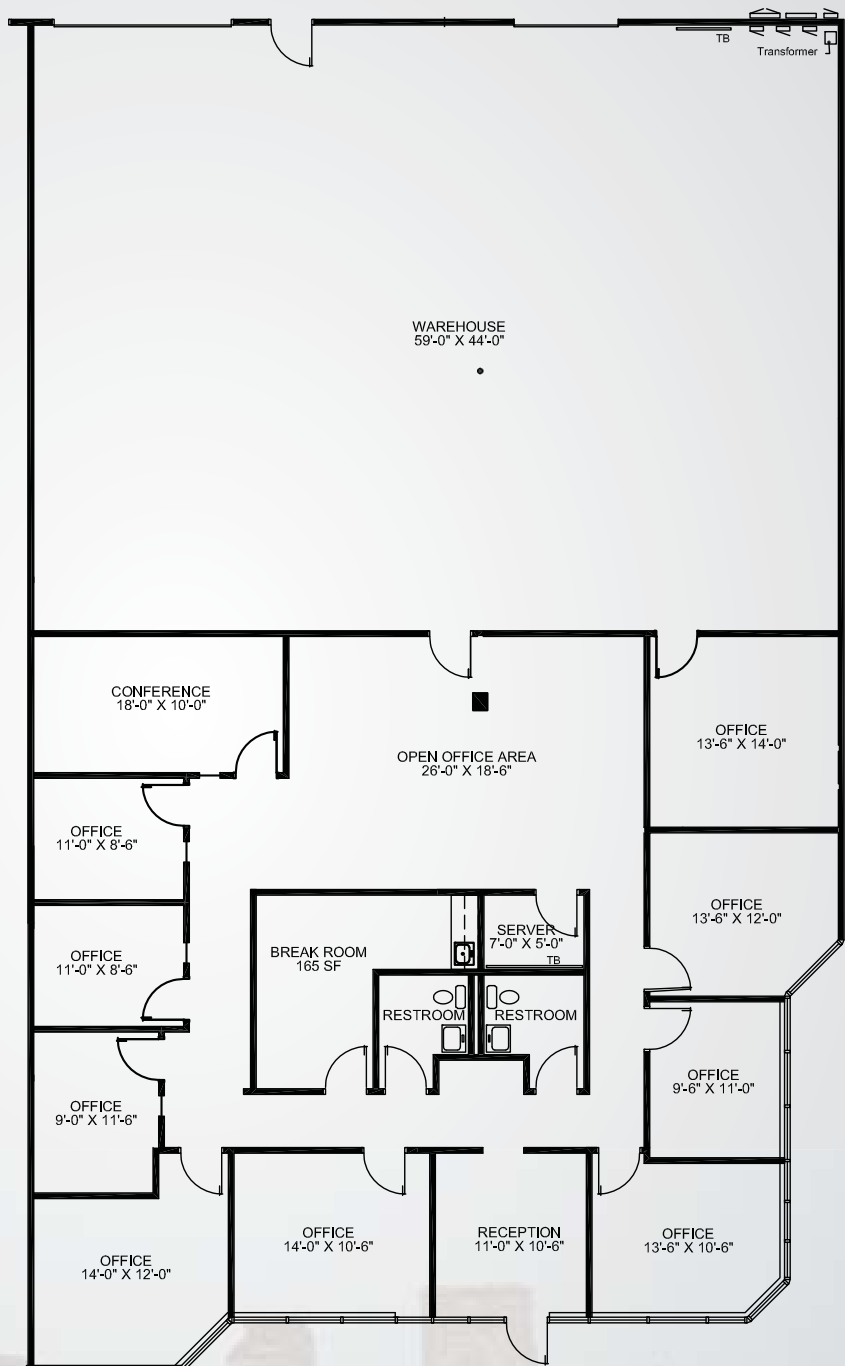 TB
Transformer
WAREHOUSE
59'-0" X 44'-0"
CONFERENCE
18'-0" X 10'-0"
OFFICE
13'-6" X 14'-0"
OPEN OFFICE AREA
26'-0" X 18'-6"
OFFICE
11'-0" X 8'-6"
OFFICE
13'-6" X 12'-0"
SERVER
7'-0" X 5'-0"
TB
BREAK ROOM
165 SF
OFFICE
11'-0" X 8'-6"
RESTROOM
RESTROOM
OFFICE
9'-6" X 11'-0"
OFFICE
9'-0" X 11'-6"
OFFICE
14'-0" X 10'-6"
RECEPTION
11'-0" X 10'-6"
OFFICE
13'-6" X 10'-6"
OFFICE
14'-0" X 12'-0"